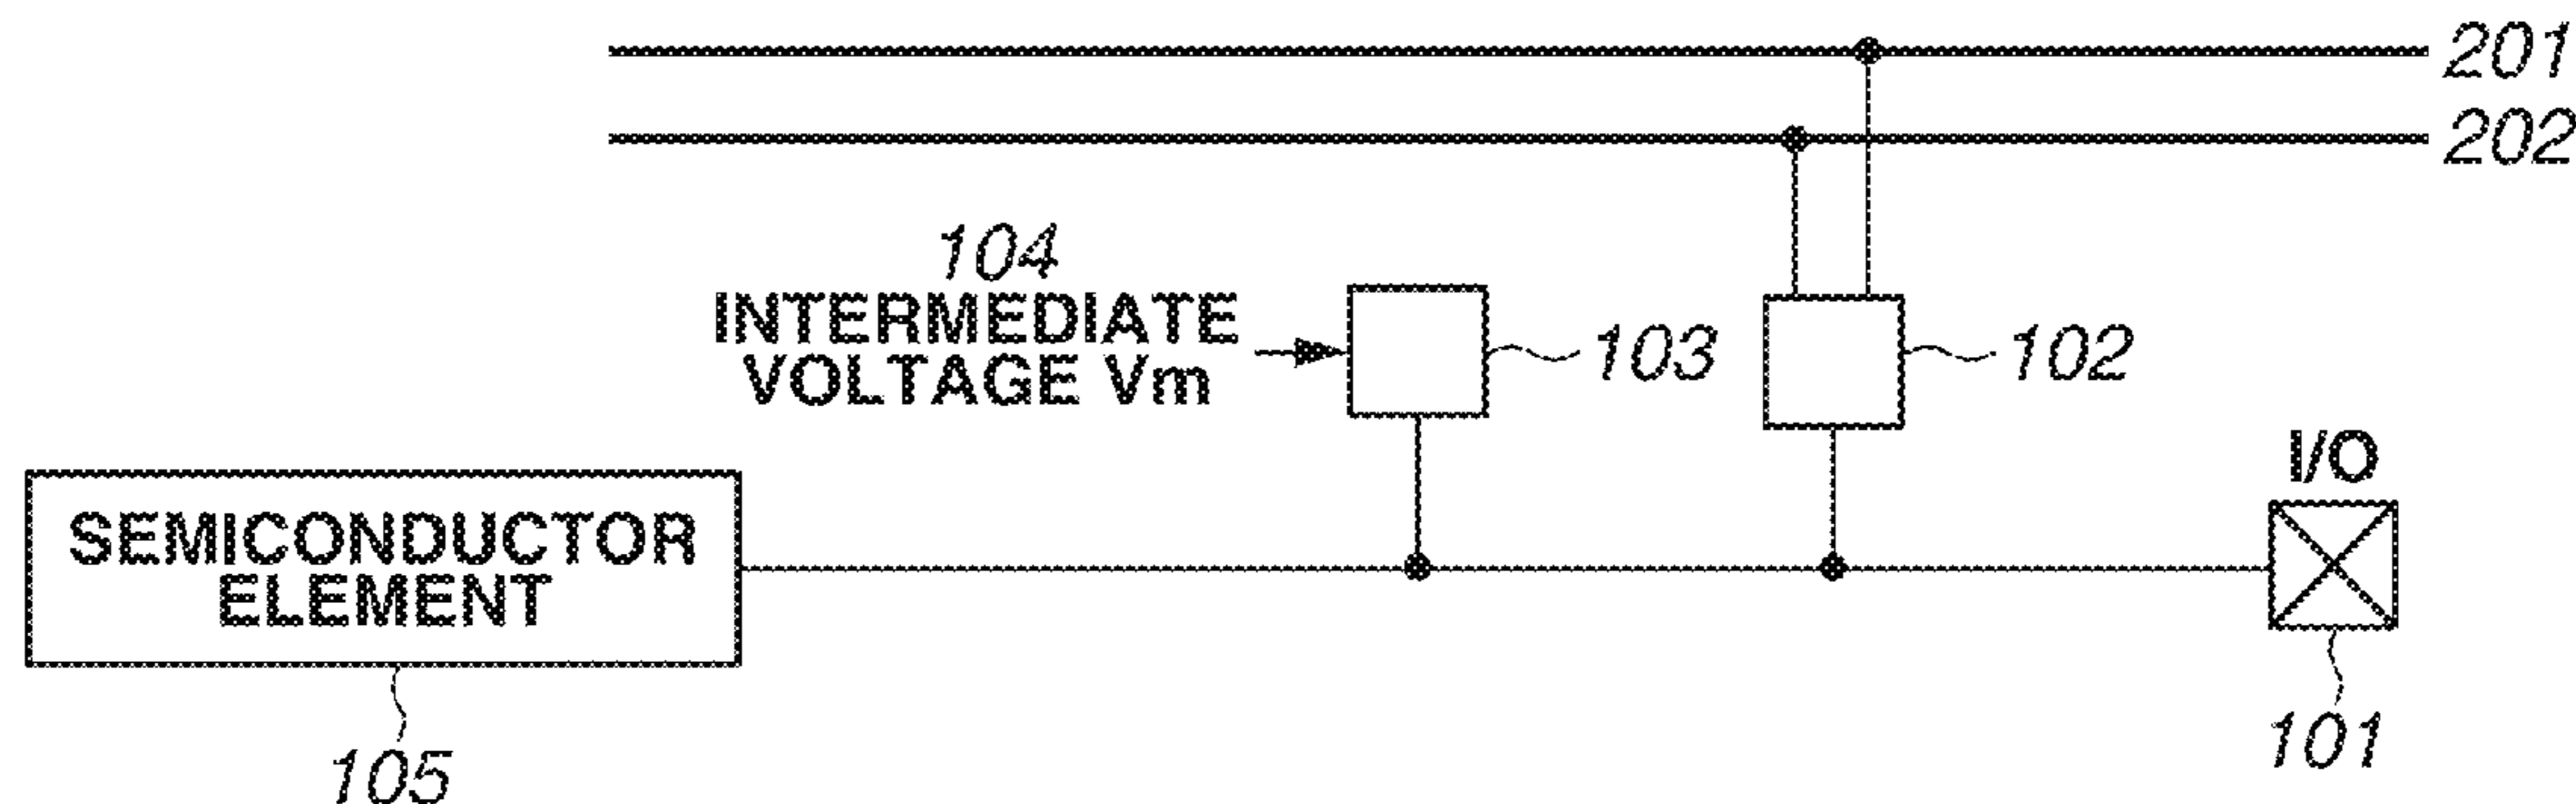 201
202
104
INTERMEDIATE
VOLTAGE Vm
103
102
I/O
SEMICONDUCTOR
ELEMENT
105
101